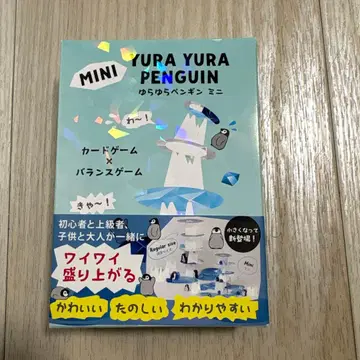 MINI
YURA YURA
PENGUIN
ゆらゆらペンギン ミニ
わ〜!
カードゲーム
×
バランスゲーム
きゃ〜!
初心者と上級者、
子供と大人が一緒に
ワイワイ
盛り上がる
小さくなって
新登場!
Regular size
Mini
かわいい
たのしい
わかりやすい